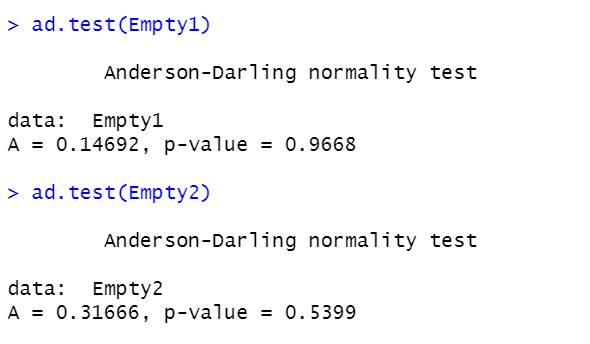 > ad.test(Empty1)
Anderson-Darling normality test
data:  Empty1
A = 0.14692, p-value = 0.9668
> ad.test(Empty2)
Anderson-Darling normality test
data:  Empty2
A = 0.31666, p-value = 0.5399